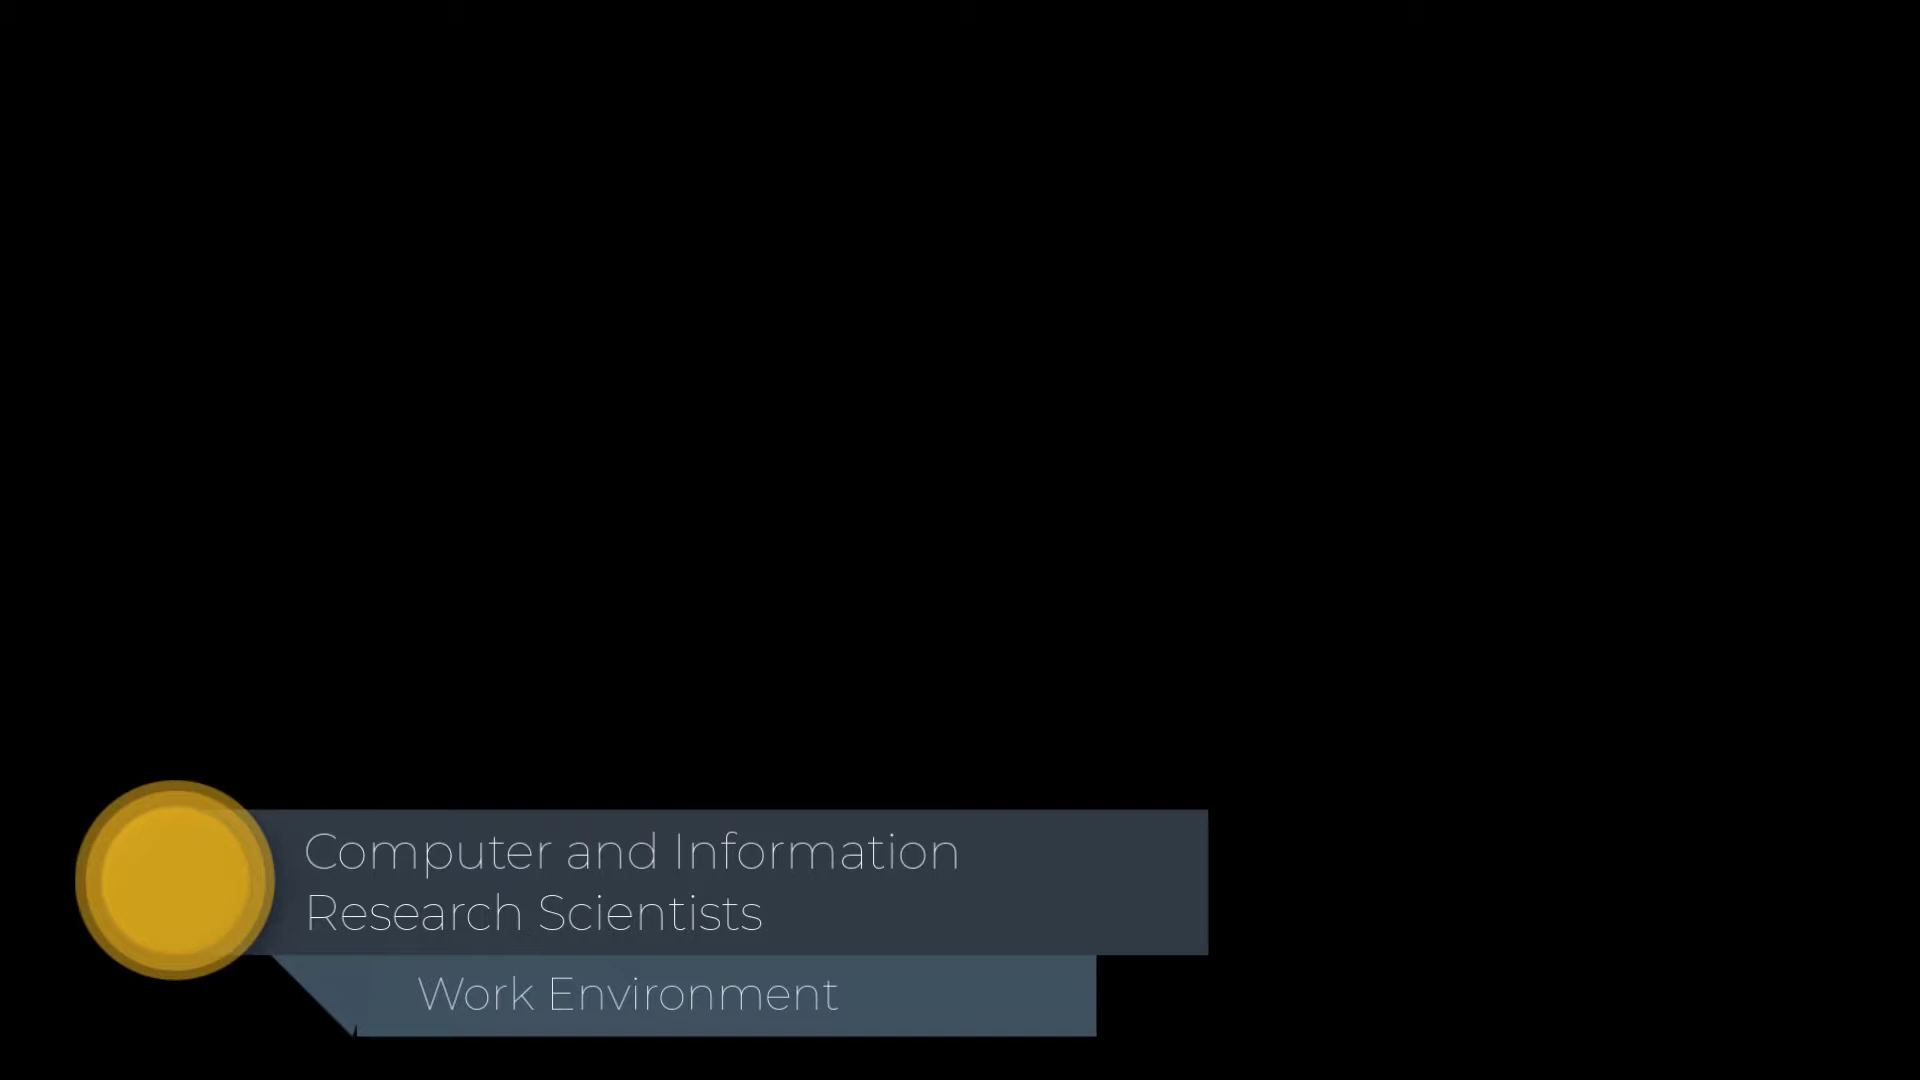 Computer and Information
Research Scientists
Work Environment